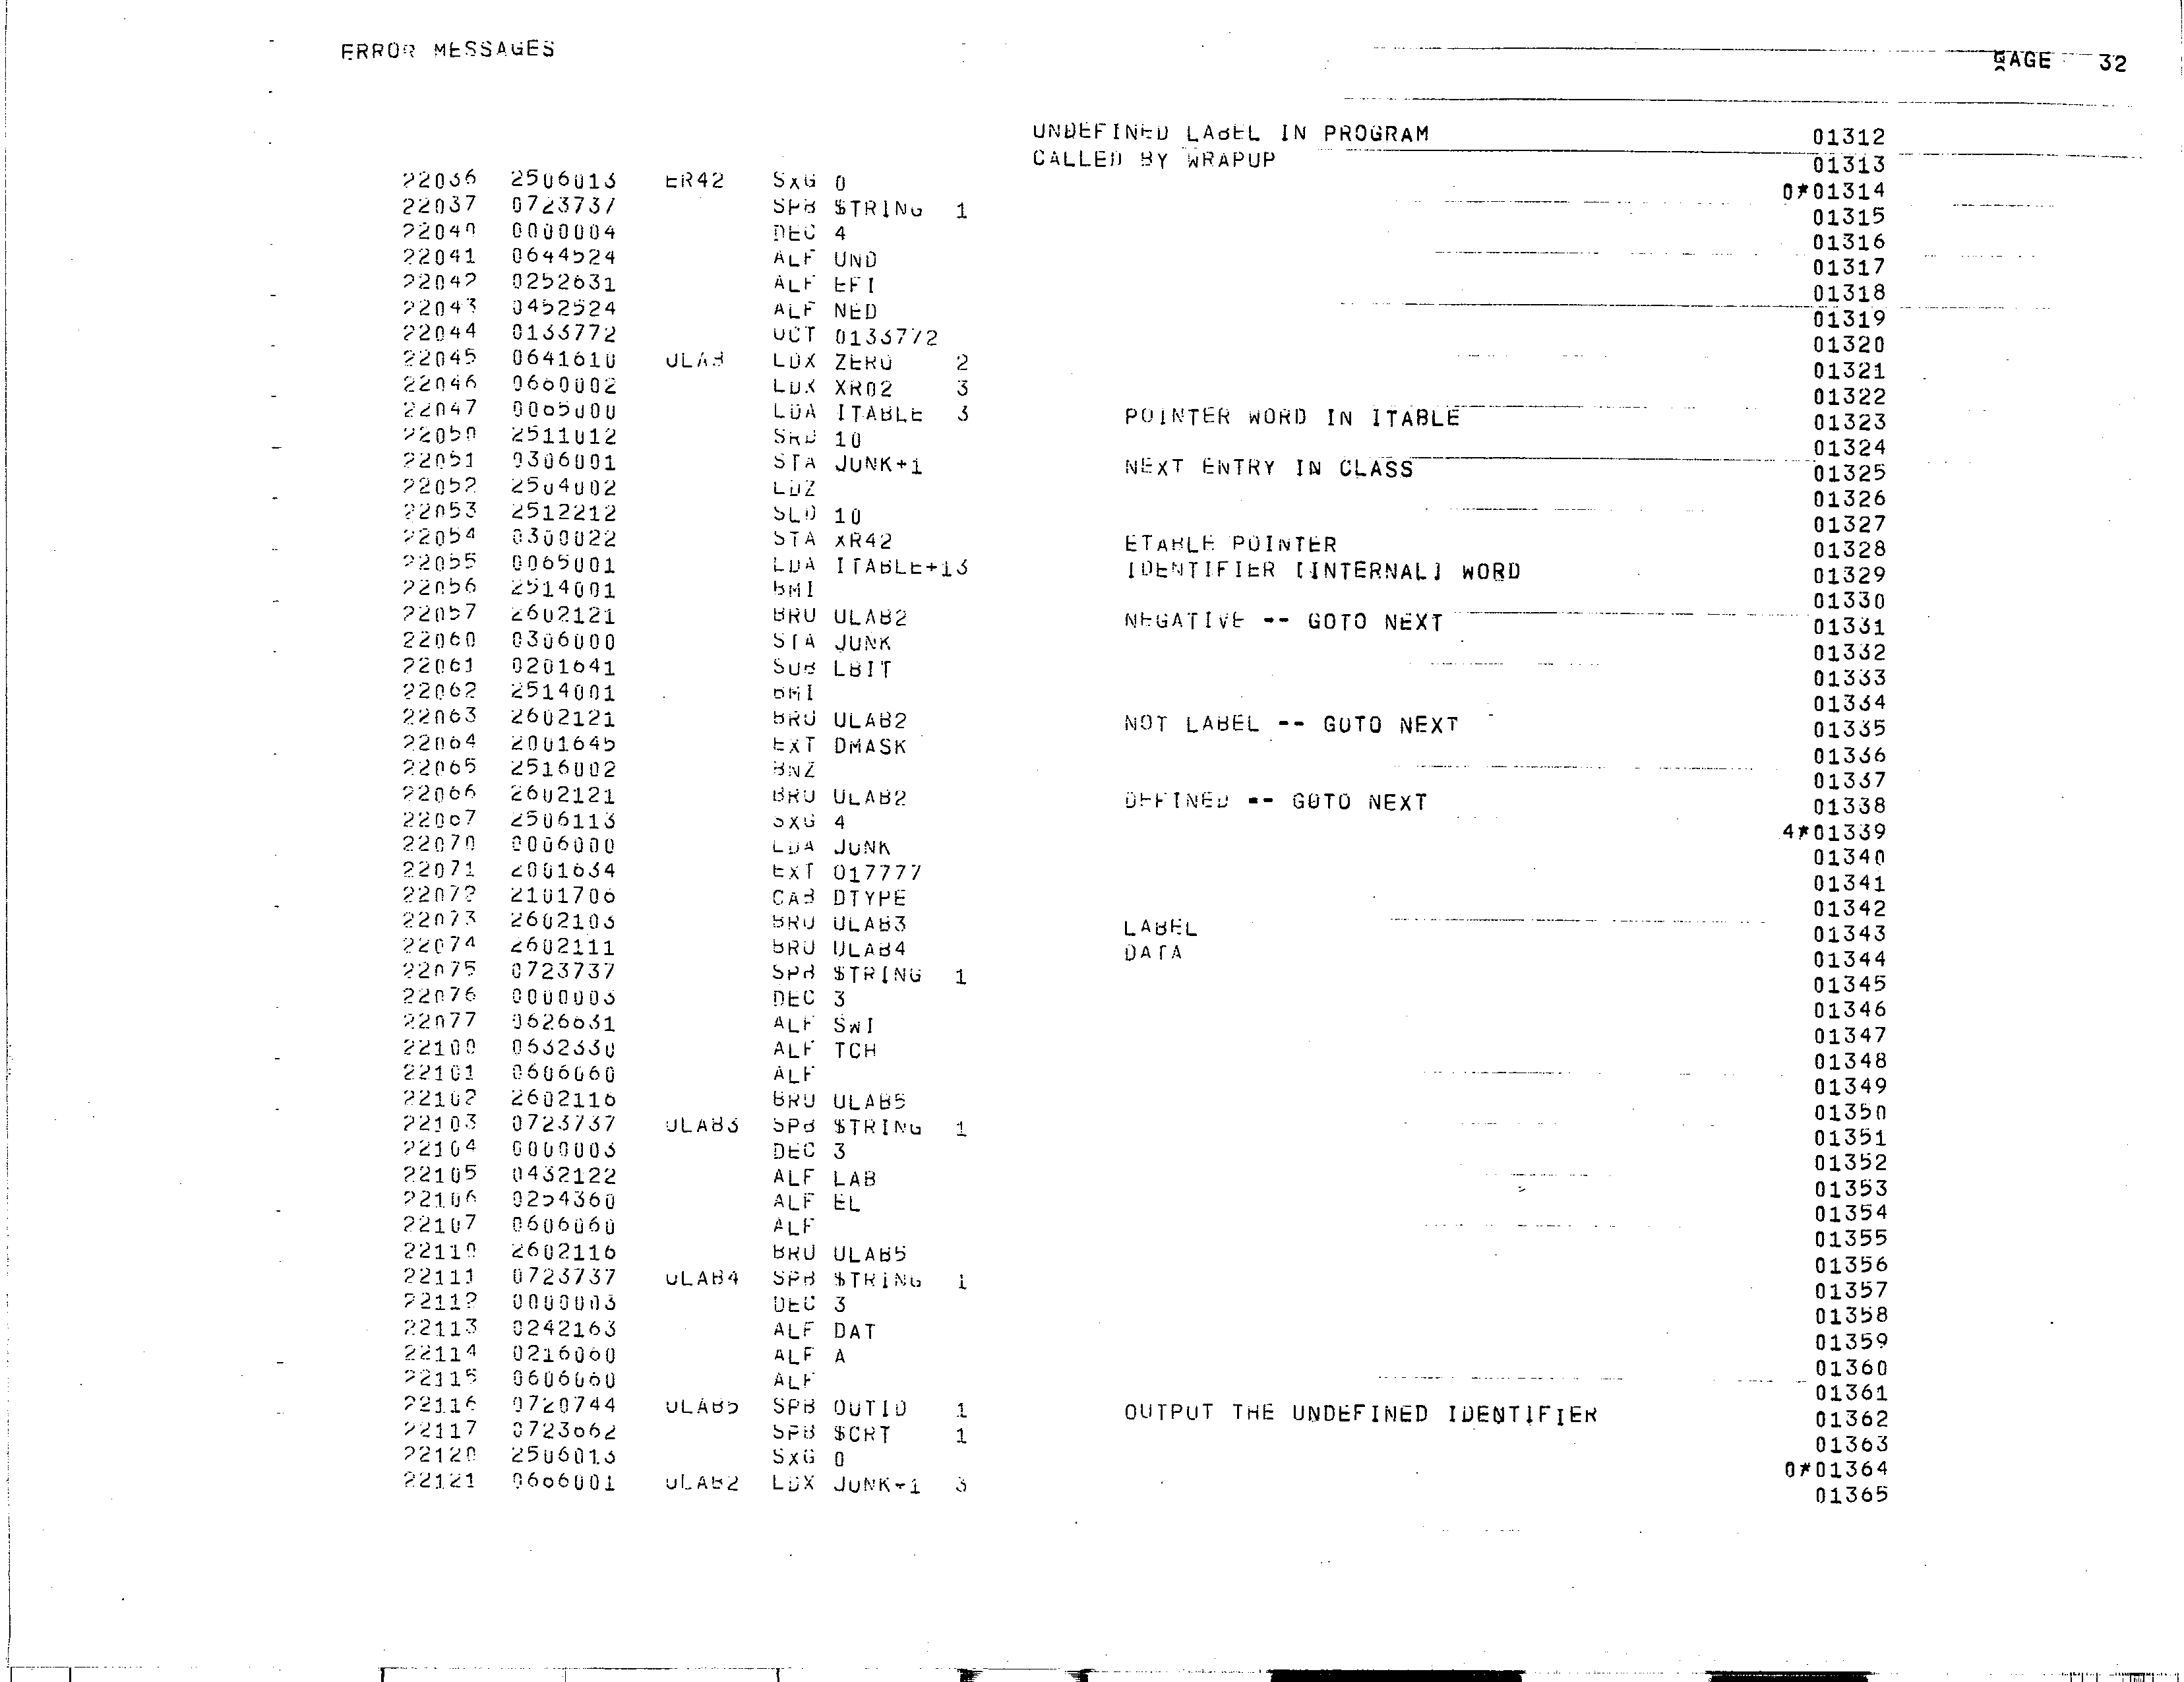 ERROR MESSAGES PAGE 32
UNDEFINED LABEL IN PROGRAM 01312
CALLED BY WRAPUP 01313
22036 2506013 ER42 SXG 0 0*01314
22037 0723737 SPB $TRING 1 01315
22040 0000004 DEC 4 01316
22041 0644524 ALF UND 01317
22042 0252631 ALF EFI 01318
22043 0452524 ALF NED 01319
22044 0133772 OCT 0133772 01320
22045 0641610 ULAB LDX ZERO 2 01321
22046 0660002 LDX XR02 3 01322
22047 0065000 LDA ITABLE 3 POINTER WORD IN ITABLE 01323
22050 2511012 SRD 10 01324
22051 0306001 STA JUNK+1 NEXT ENTRY IN CLASS 01325
22052 2504002 LDZ 01326
22053 2512212 SLD 10 01327
22054 0300022 STA XR42 ETABLE POINTER 01328
22055 0065001 LDA ITABLE+13 IDENTIFIER [INTERNAL] WORD 01329
22056 2514001 BMI 01330
22057 2602121 BRU ULAB2 NEGATIVE -- GOTO NEXT 01331
22060 0306000 STA JUNK 01332
22061 0201641 SUB LBIT 01333
22062 2514001 BMI 01334
22063 2602121 BRU ULAB2 NOT LABEL -- GOTO NEXT 01335
22064 2001645 EXT DMASK 01336
22065 2516002 BNZ 01337
22066 2602121 BRU ULAB2 DEFINED -- GOTO NEXT 01338
22067 2506113 SXG 4 4*01339
22070 0006000 LDA JUNK 01340
22071 2001634 EXT O17777 01341
22072 2101706 CAB DTYPE 01342
22073 2602103 BRU ULAB3 LABEL 01343
22074 2602111 BRU ULAB4 DATA 01344
22075 0723737 SPB $TRING 1 01345
22076 0000003 DEC 3 01346
22077 0626631 ALF SWI 01347
22100 0632330 ALF TCH 01348
22101 0606060 ALF 01349
22102 2602116 BRU ULAB5 01350
22103 0723737 ULAB3 SPB $TRING 1 01351
22104 0000003 DEC 3 01352
22105 0432122 ALF LAB 01353
22106 0254360 ALF EL 01354
22107 0606060 ALF 01355
22110 2602116 BRU ULAB5 01356
22111 0723737 ULAB4 SPB $TRING 1 01357
22112 0000003 DEC 3 01358
22113 0242163 ALF DAT 01359
22114 0216060 ALF A 01360
22115 0606060 ALF 01361
22116 0720744 ULAB5 SPB OUTID 1 OUTPUT THE UNDEFINED IDENTIFIER 01362
22117 0723662 SPB $CRT 1 01363
22120 2506013 SXG 0 0*01364
22121 0666001 ULAB2 LDX JUNK+1 3 01365